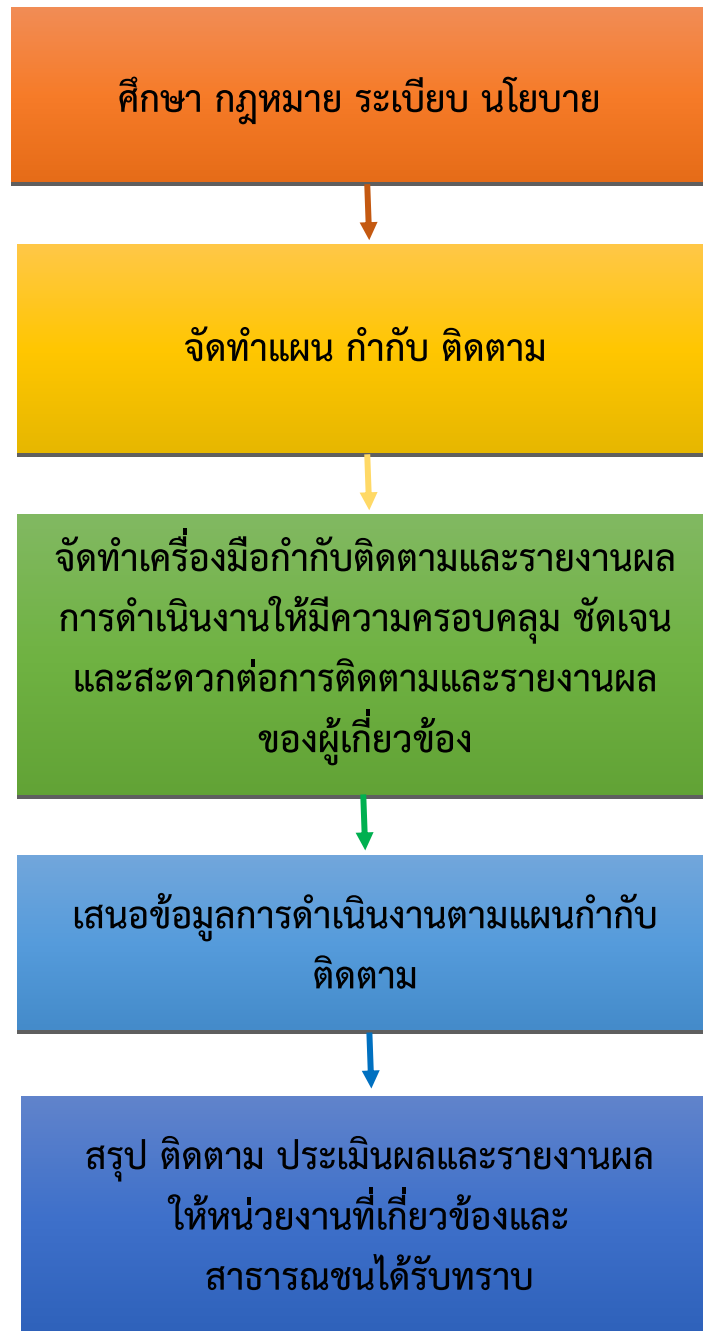 ศึกษา กฎหมาย ระเบียบ นโยบาย
จัดทำแผน กำกับ ติดตาม
จัดทำเครื่องมือกำกับติดตามและรายงานผล
การดำเนินงานให้มีความครอบคลุม ชัดเจน
และสะดวกต่อการติดตามและรายงานผล
ของผู้เกี่ยวข้อง
เสนอข้อมูลการดำเนินงานตามแผนกำกับ
ติดตาม
สรุป ติดตาม ประเมินผลและรายงานผล
ให้หน่วยงานที่เกี่ยวข้องและ
สาธารณชนได้รับทราบ